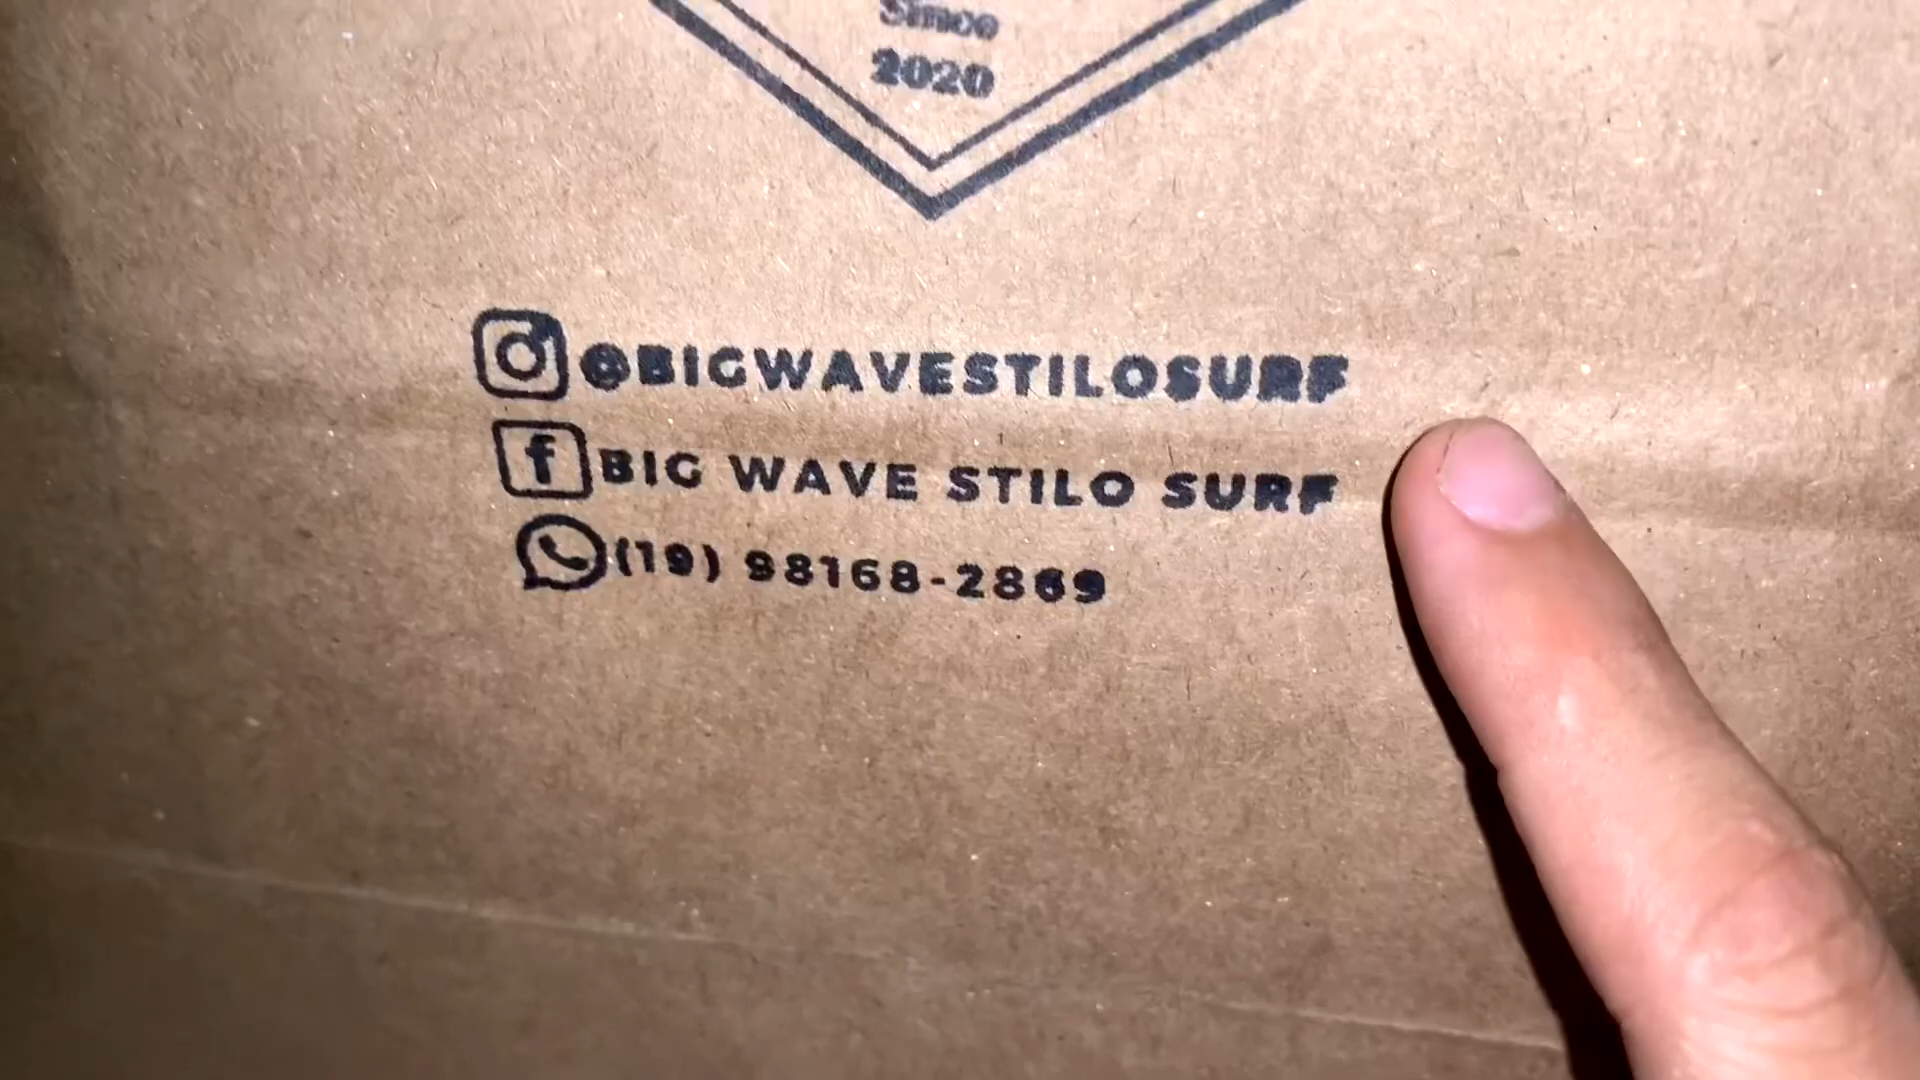 Since
2020
@BIGWAVESTILOSURF
BIG WAVE STILO SURF
(19) 98168-2869